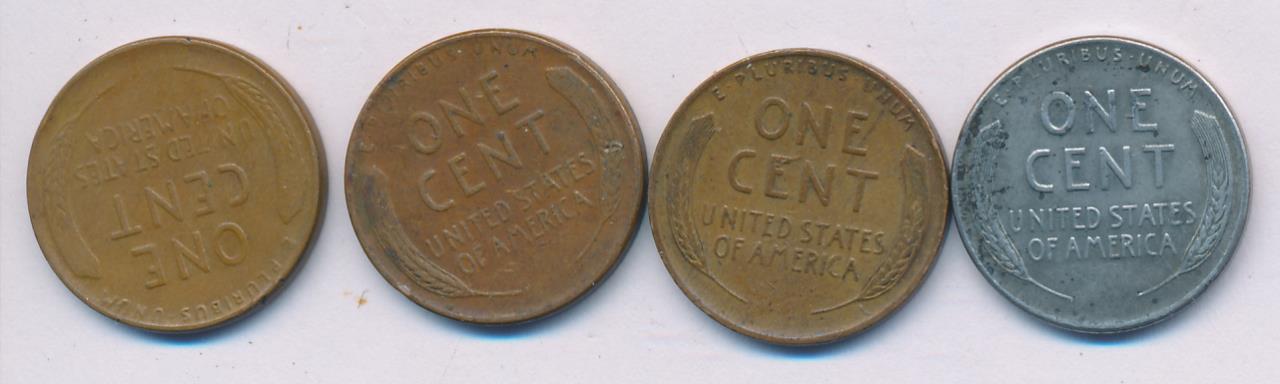 E · PLURIBUS · UNUM
ONE
CENT
UNITED STATES
OF AMERICA
E · PLURIBUS · UNUM
ONE
CENT
UNITED STATES
OF AMERICA
E · PLURIBUS · UNUM
ONE
CENT
UNITED STATES
OF AMERICA
E · PLURIBUS · UNUM
ONE
CENT
UNITED STATES
OF AMERICA